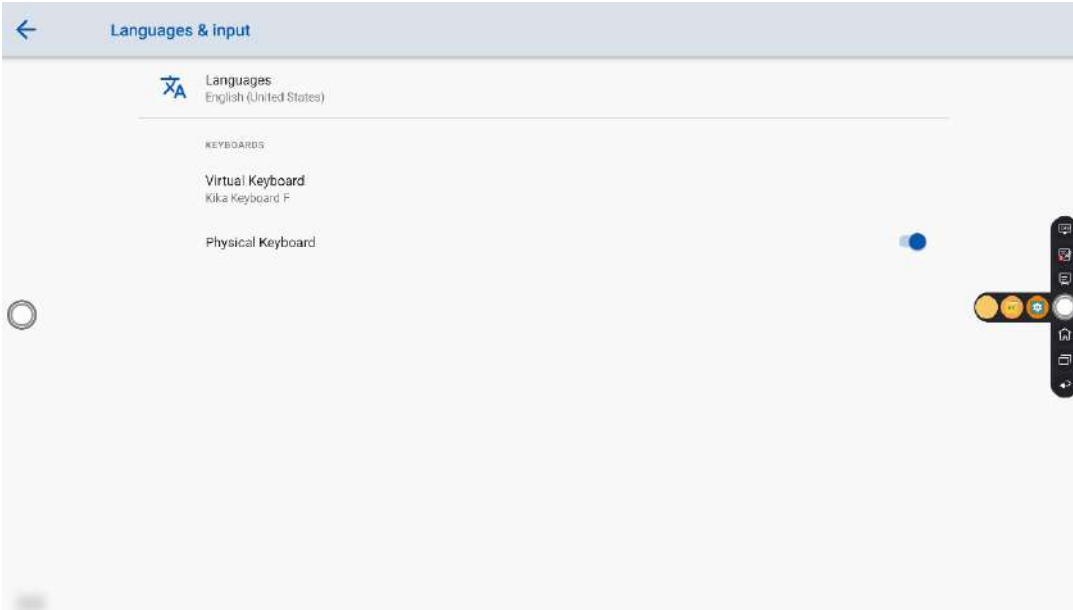 Languages & input
Languages
English (United States)
KEYBOARDS
Virtual Keyboard
Kika Keyboard F
Physical Keyboard